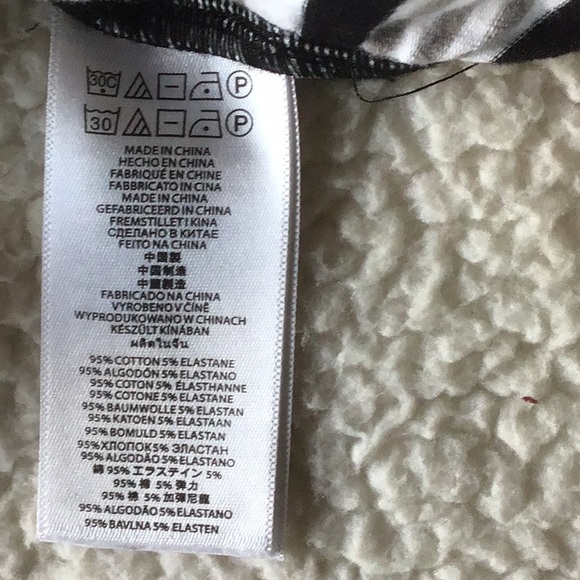 30C P
30 P
MADE IN CHINA
HECHO EN CHINA
FABRIQUÉ EN CHINE
FABBRICATO IN CINA
MADE IN CHINA
GEFABRICEERD IN CHINA
FREMSTILLET I KINA
СДЕЛАНО В КИТАЕ
FEITO NA CHINA
中国製
中国制造
中國製造
FABRICADO NA CHINA
VYROBENO V ČÍNĚ
WYPRODUKOWANO W CHINACH
KÉSZÜLT KÍNÁBAN
ผลิตในจีน
95% COTTON 5% ELASTANE
95% ALGODÓN 5% ELASTANO
95% COTON 5% ÉLASTHANNE
95% COTONE 5% ELASTANE
95% BAUMWOLLE 5% ELASTAN
95% KATOEN 5% ELASTAAN
95% BOMULD 5% ELASTAN
95% ХЛОПОК 5% ЭЛАСТАН
95% ALGODÃO 5% ELASTANO
綿 95% エラステイン 5%
95% 棉 5% 弹力
95% 棉 5% 加彈尼龍
95% ALGODÃO 5% ELASTANO
95% BAVLNA 5% ELASTEN